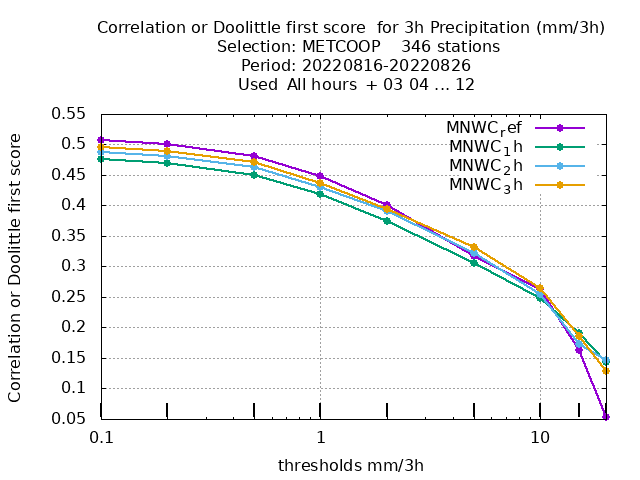 Correlation or Doolittle first score  for 3h Precipitation (mm/3h)
Selection: METCOOP    346 stations
Period: 20220816-20220826
Used  All hours  + 03 04 ... 12
MNWC_ref
MNWC_1h
MNWC_2h
MNWC_3h
0.55
0.5
0.45
0.4
0.35
0.3
0.25
0.2
0.15
0.1
0.05
Correlation or Doolittle first score
0.1
1
10
thresholds mm/3h